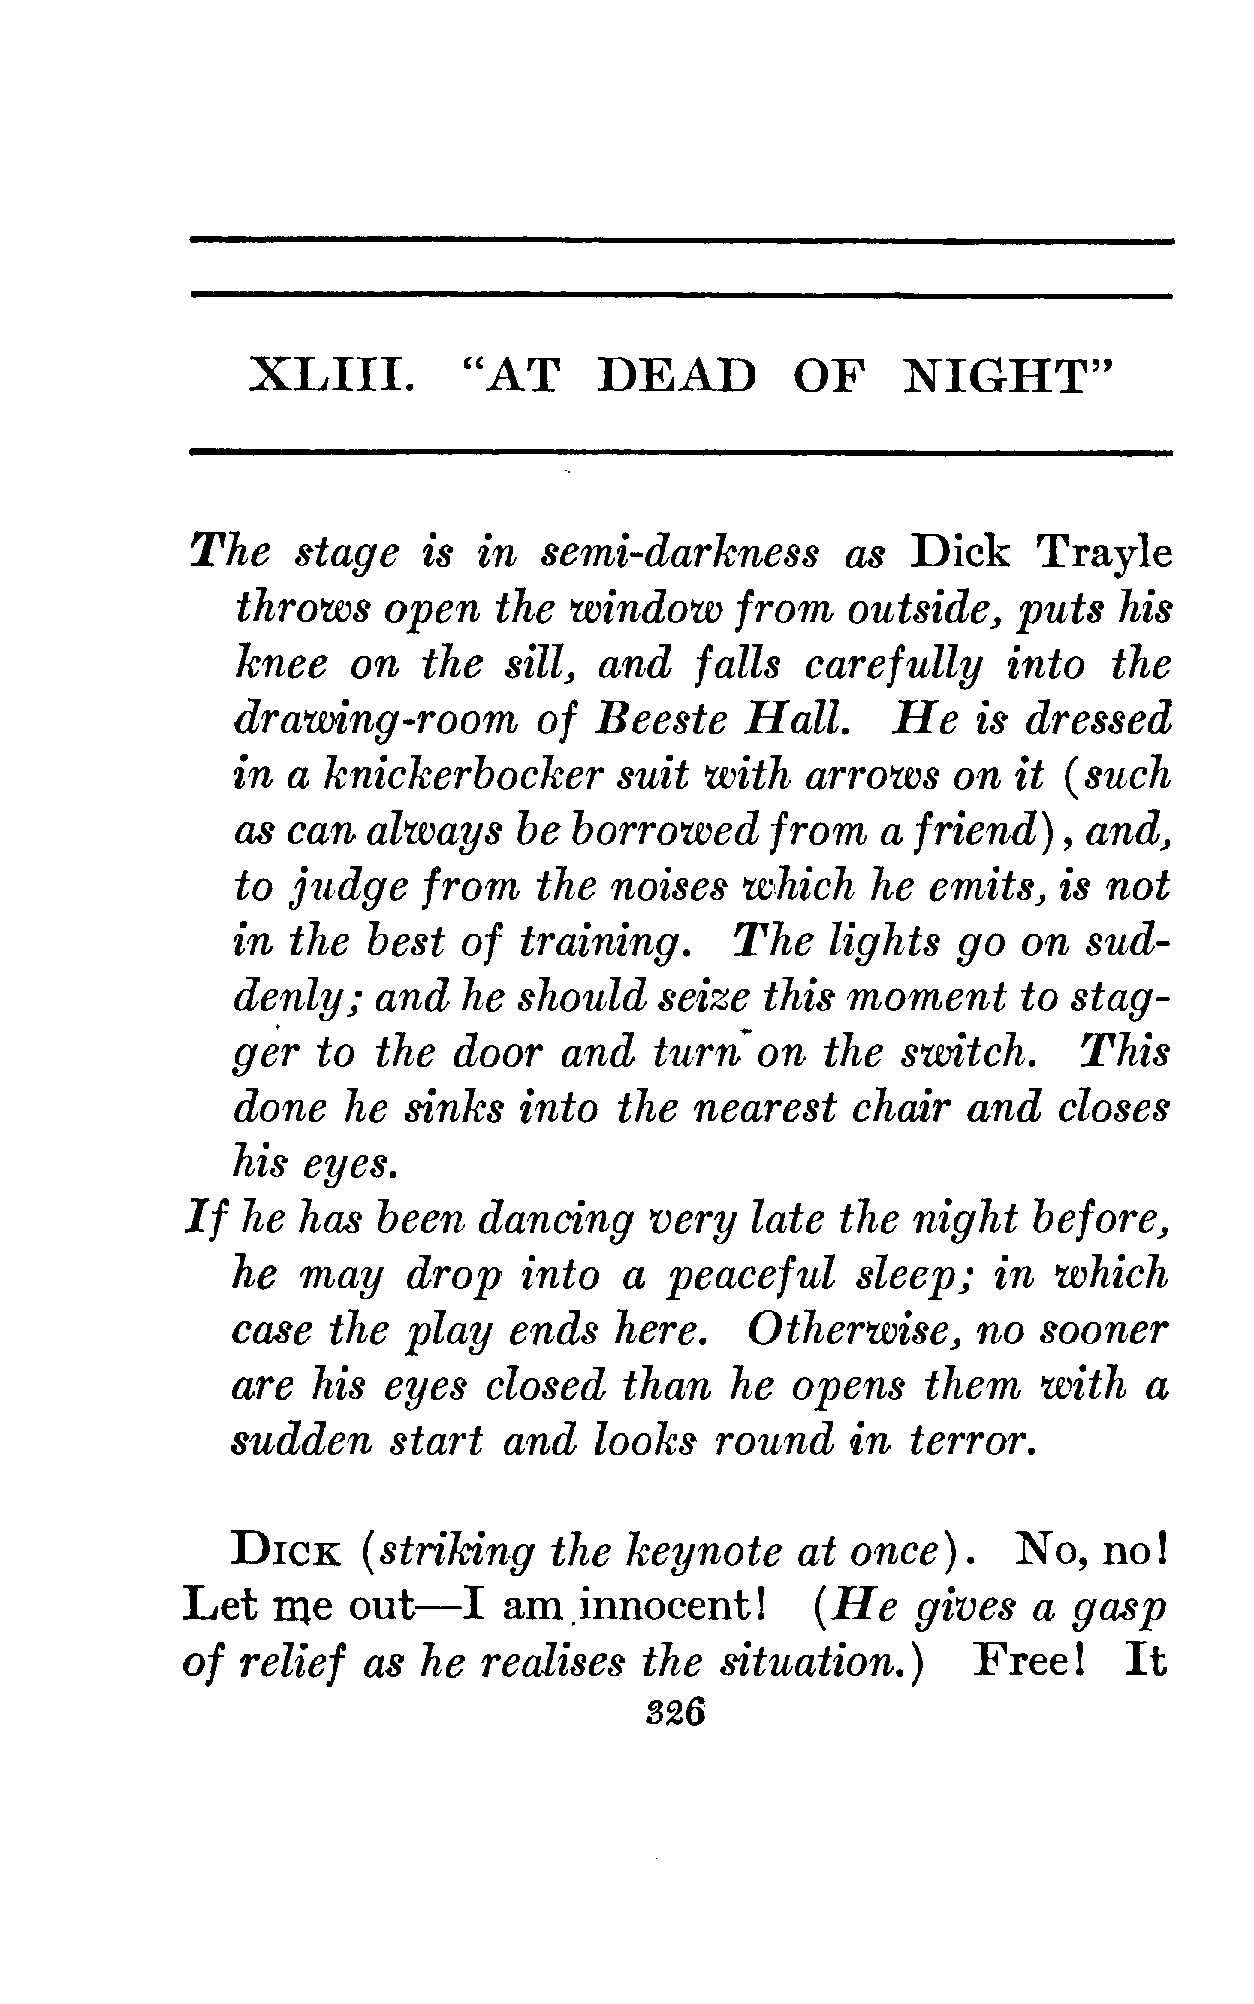 XLIII. "AT DEAD OF NIGHT"
The stage is in semi-darkness as Dick Trayle
throws open the window from outside, puts his
knee on the sill, and falls carefully into the
drawing-room of Beeste Hall. He is dressed
in a knickerbocker suit with arrows on it (such
as can always be borrowed from a friend), and,
to judge from the noises which he emits, is not
in the best of training. The lights go on sud-
denly; and he should seize this moment to stag-
ger to the door and turn on the switch. This
done he sinks into the nearest chair and closes
his eyes.
If he has been dancing very late the night before,
he may drop into a peaceful sleep; in which
case the play ends here. Otherwise, no sooner
are his eyes closed than he opens them with a
sudden start and looks round in terror.
DICK (striking the keynote at once). No, no!
Let me out—I am innocent! (He gives a gasp
of relief as he realises the situation.) Free! It
326